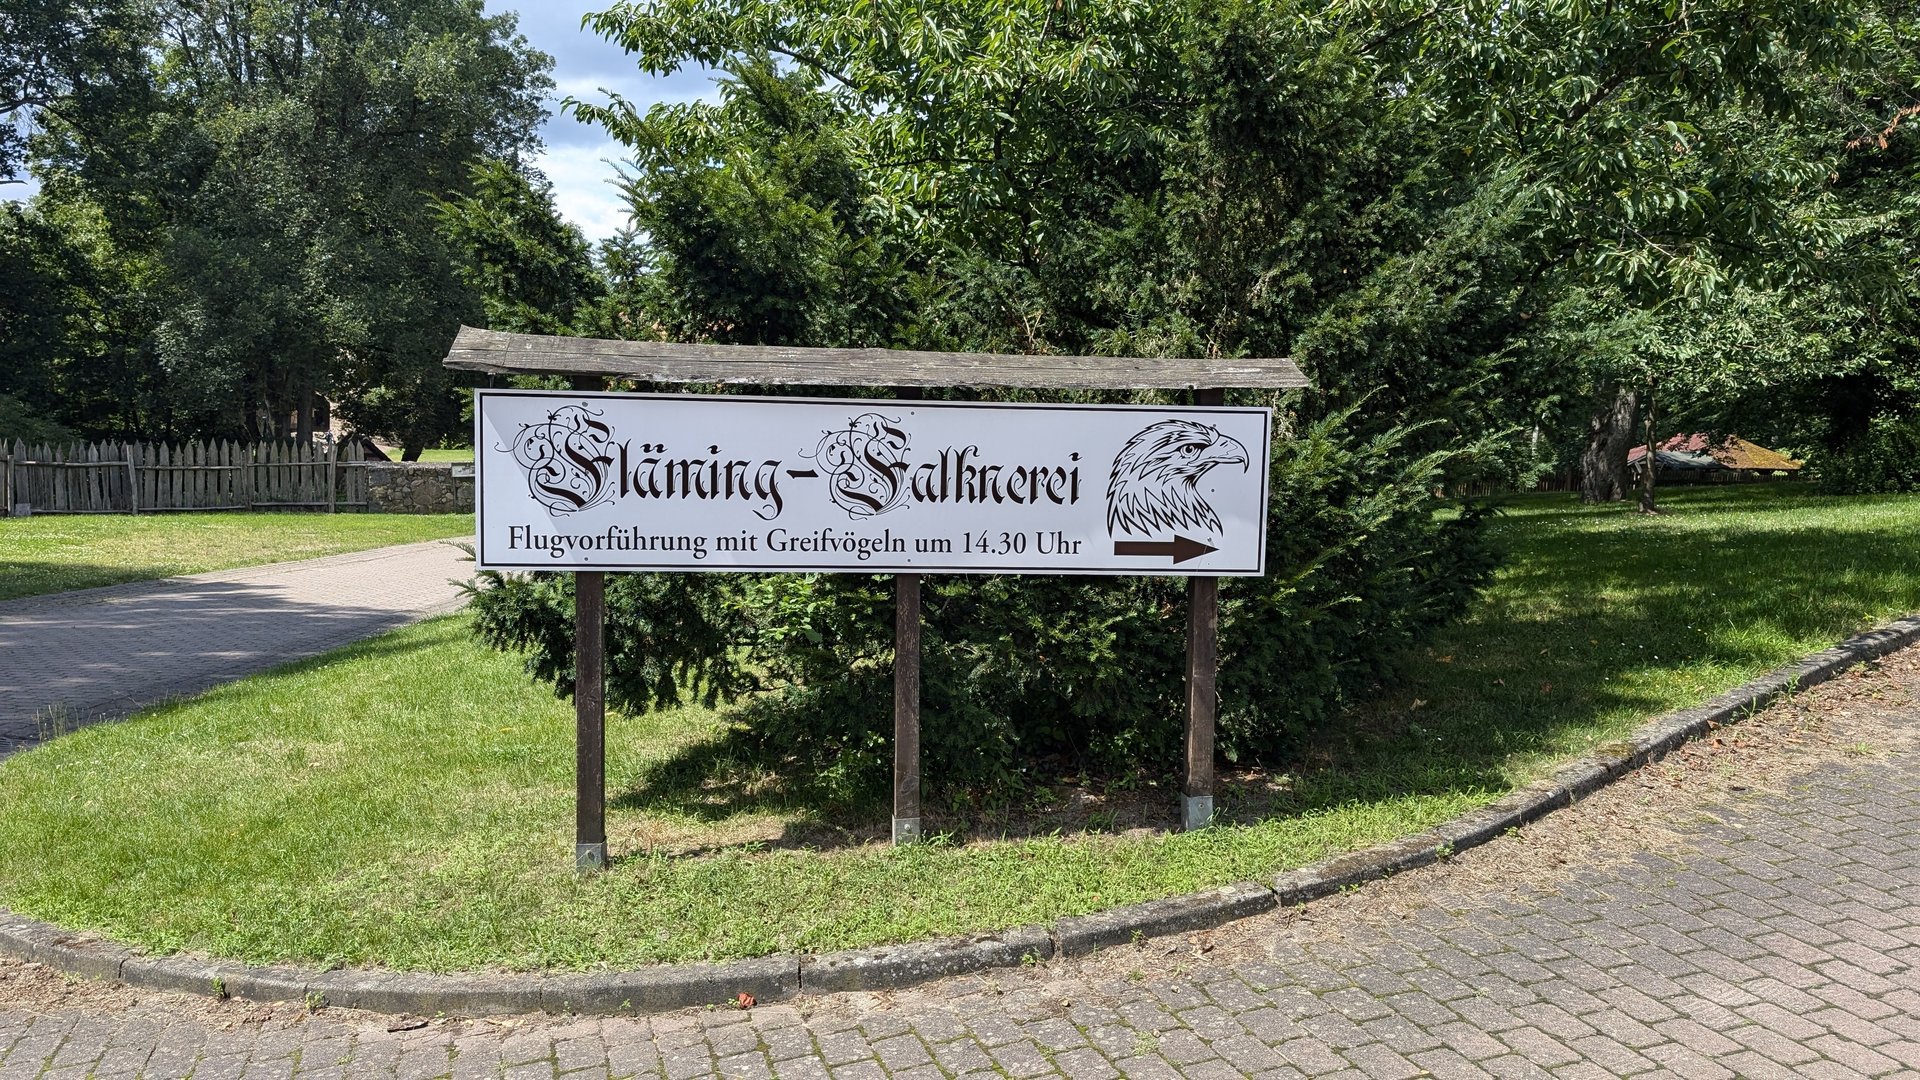 Fläming-Falknerei
Flugvorführung mit Greifvögeln um 14.30 Uhr